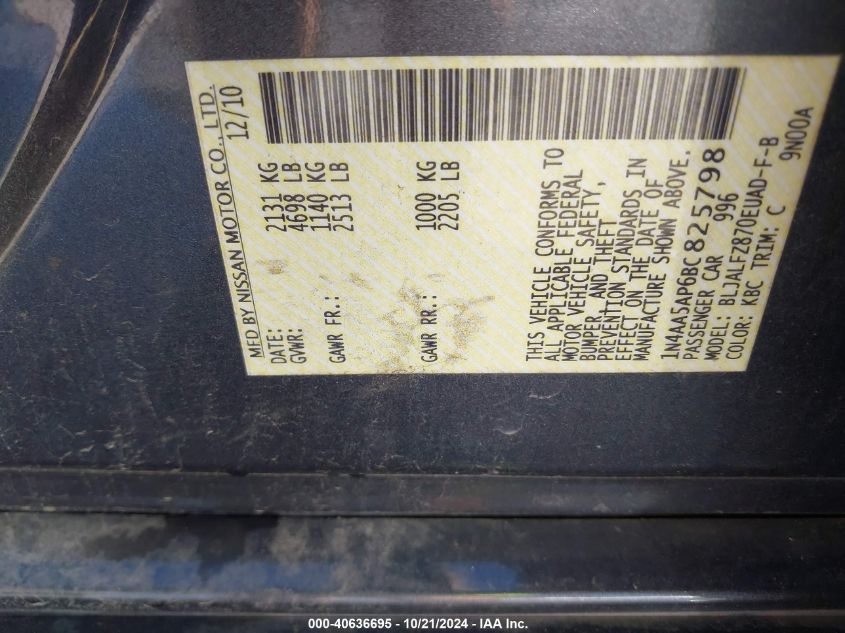 MFD BY NISSAN MOTOR CO., LTD.
DATE: 12/10
GVWR: 2131 KG
4698 LB
GAWR FR.: 1140 KG
2513 LB
GAWR RR.: 1000 KG
2205 LB
THIS VEHICLE CONFORMS TO
ALL APPLICABLE FEDERAL
MOTOR VEHICLE SAFETY,
BUMPER, AND THEFT
PREVENTION STANDARDS IN
EFFECT ON THE DATE OF
MANUFACTURE SHOWN ABOVE.
1N4AA5AP6BC825798
PASSENGER CAR 996
MODEL: BLJALFZ870EUAD-F-B
COLOR: KBC TRIM: C 9N00A
000-40636695 - 10/21/2024 - IAA Inc.